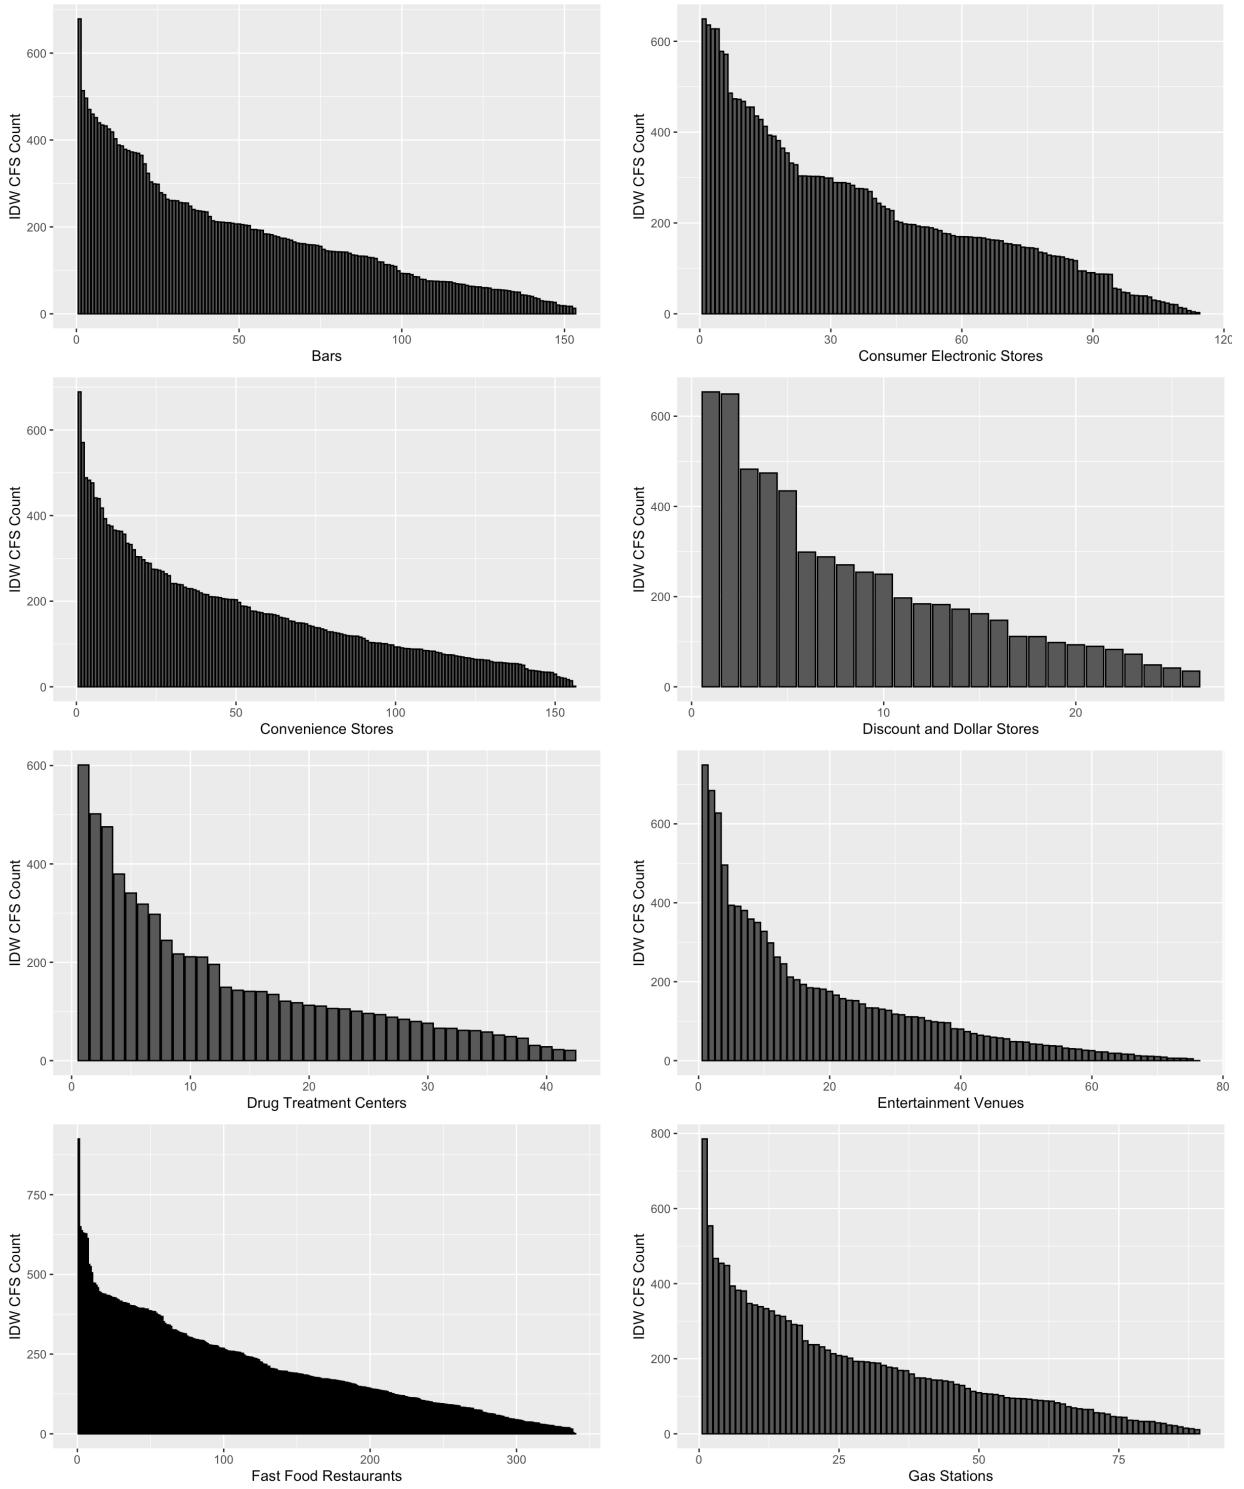 IDW CFS Count
600
400
200
0
0 50 100 150
Bars
IDW CFS Count
600
400
200
0
0 30 60 90 120
Consumer Electronic Stores
IDW CFS Count
600
400
200
0
0 50 100 150
Convenience Stores
IDW CFS Count
600
400
200
0
0 10 20
Discount and Dollar Stores
IDW CFS Count
600
400
200
0
0 10 20 30 40
Drug Treatment Centers
IDW CFS Count
600
400
200
0
0 20 40 60 80
Entertainment Venues
IDW CFS Count
750
500
250
0
0 100 200 300
Fast Food Restaurants
IDW CFS Count
800
600
400
200
0
0 25 50 75
Gas Stations